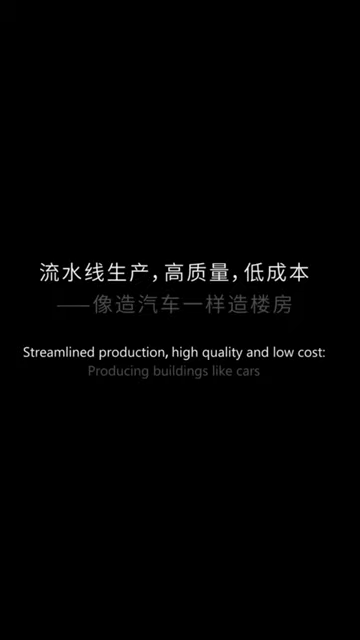 流水线生产，高质量，低成本
——像造汽车一样造楼房
Streamlined production, high quality and low cost:
Producing buildings like cars